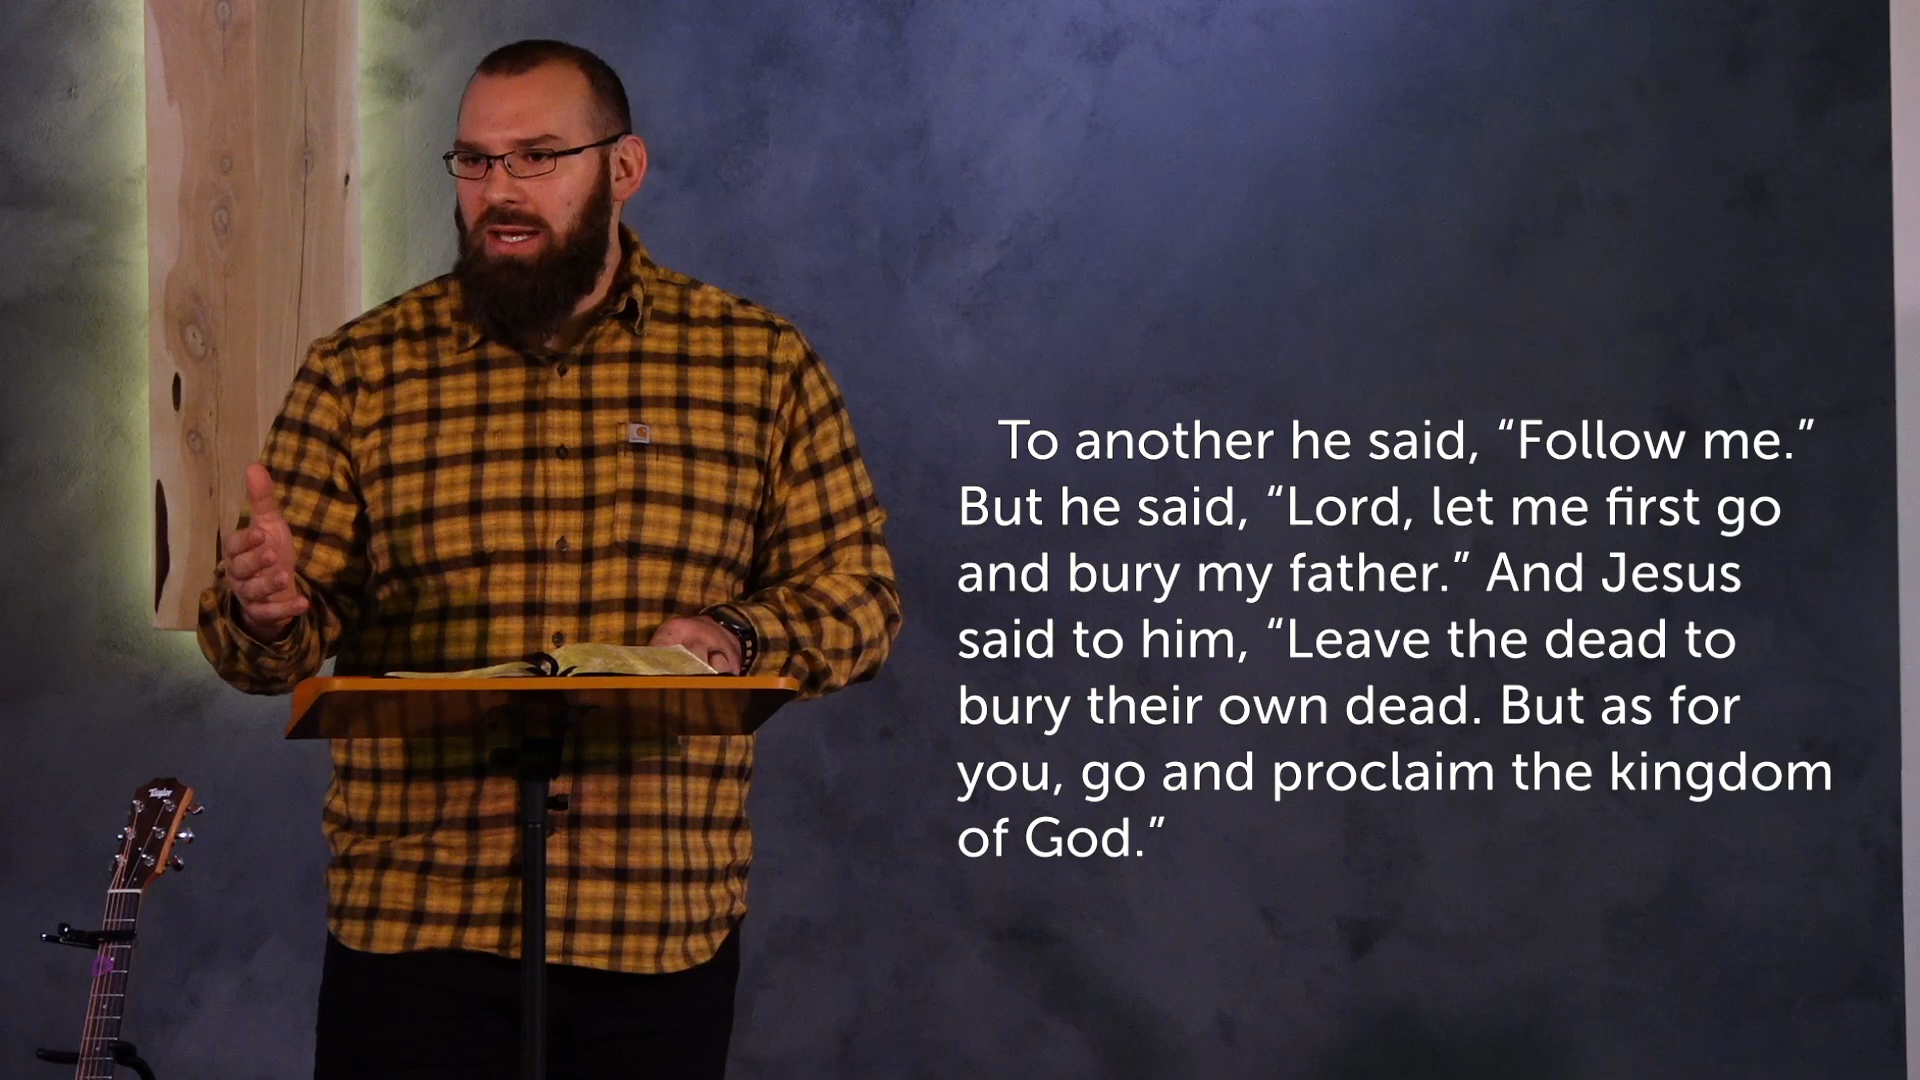 To another he said, “Follow me.”
But he said, “Lord, let me first go
and bury my father.” And Jesus
said to him, “Leave the dead to
bury their own dead. But as for
you, go and proclaim the kingdom
of God.”
Taylor